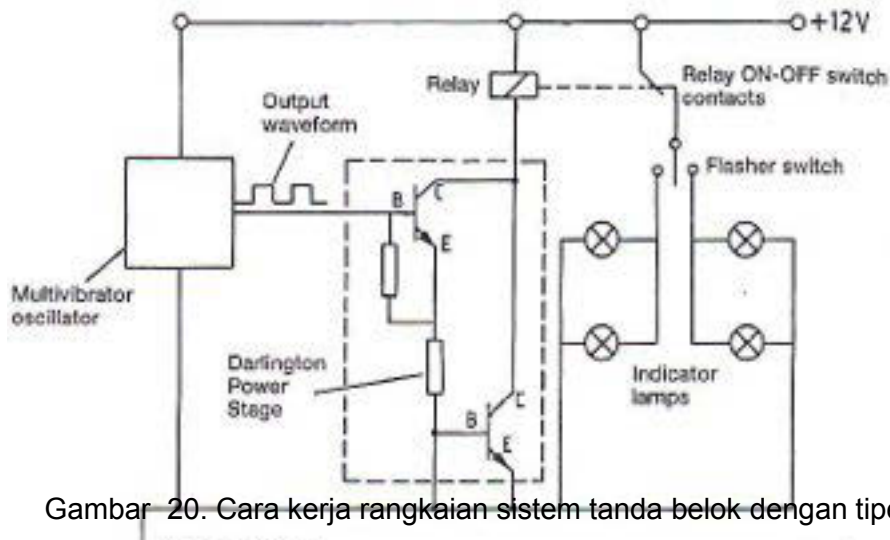 +12V
Relay
Relay ON-OFF switch
contacts
Output
waveform
Flasher switch
B
C
E
Multivibrator
oscillator
Darlington
Power
Stage
Indicator
lamps
B
C
E
Gambar 20. Cara kerja rangkaian sistem tanda belok dengan tipe